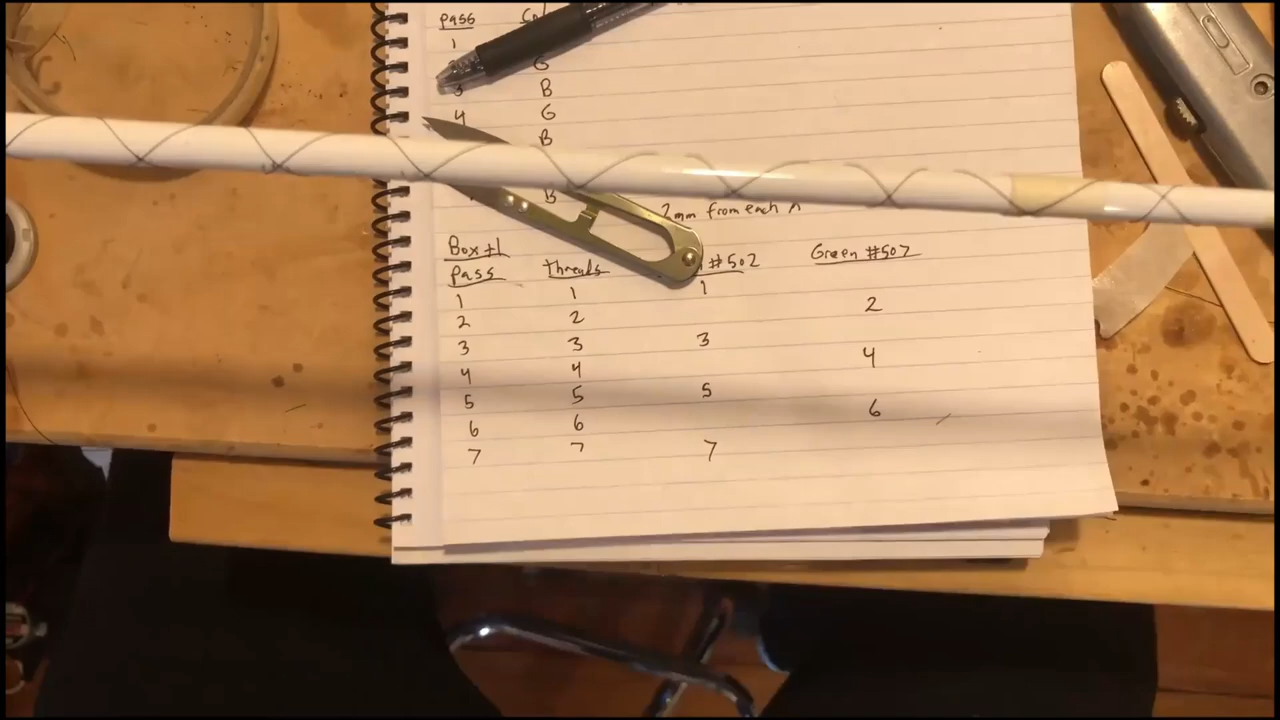 Pass
1
G
3 B
4 G
B
B
2mm from each
Box #1
Pass threads #502 Green #507
1 1 1
2 2 2
3 3 3
4 4 4
5 5 5
6 6 6
7 7 7